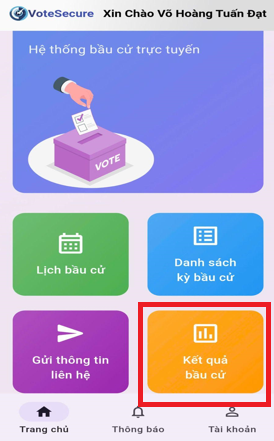 VoteSecure Xin Chào Võ Hoàng Tuấn Đạt
Hệ thống bầu cử trực tuyến
VOTE
Lịch bầu cử
Danh sách
kỳ bầu cử
Gửi thông tin
liên hệ
Kết quả
bầu cử
Trang chủ
Thông báo
Tài khoản